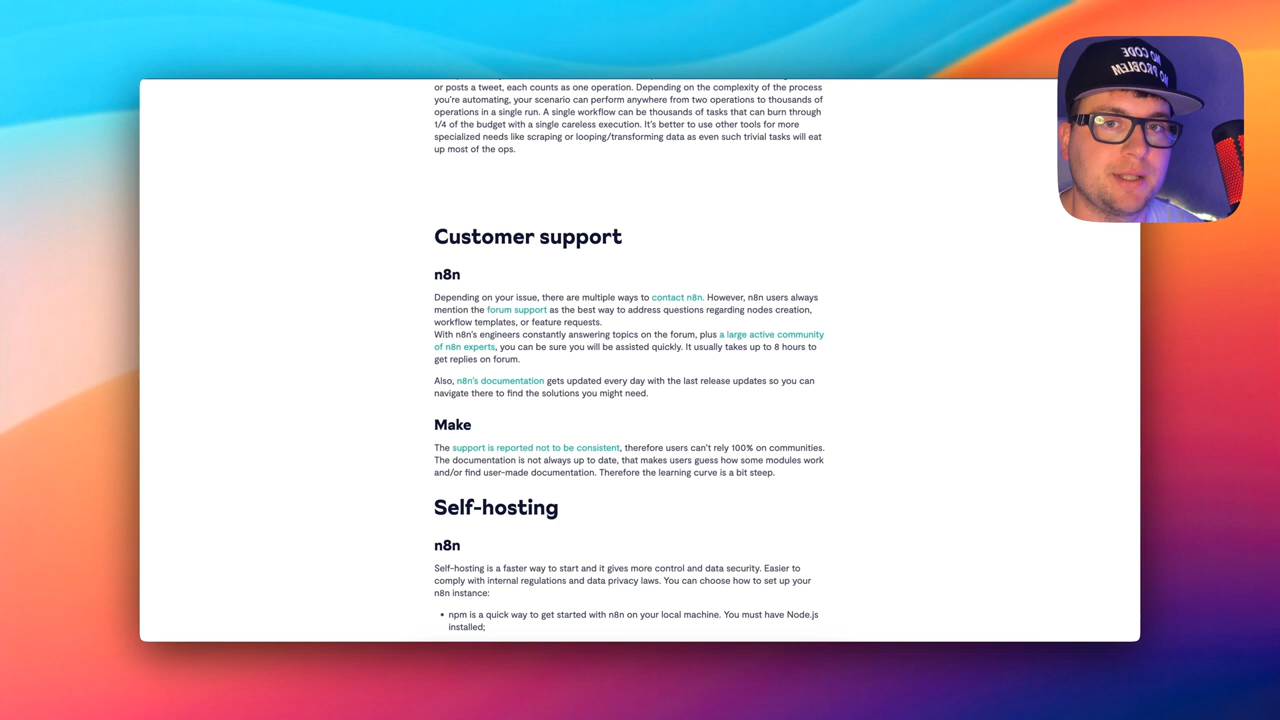 or posts a tweet, each counts as one operation. Depending on the complexity of the process
you're automating, your scenario can perform anywhere from two operations to thousands of
operations in a single run. A single workflow can be thousands of tasks that can burn through
1/4 of the budget with a single careless execution. It's better to use other tools for more
specialized needs like scraping or looping/transforming data as even such trivial tasks will eat
up most of the ops.
NO CODE
NO PROBLEM
Customer support
n8n
Depending on your issue, there are multiple ways to contact n8n. However, n8n users always
mention the forum support as the best way to address questions regarding nodes creation,
workflow templates, or feature requests.
With n8n's engineers constantly answering topics on the forum, plus a large active community
of n8n experts, you can be sure you will be assisted quickly. It usually takes up to 8 hours to
get replies on forum.
Also, n8n's documentation gets updated every day with the last release updates so you can
navigate there to find the solutions you might need.
Make
The support is reported not to be consistent, therefore users can't rely 100% on communities.
The documentation is not always up to date, that makes users guess how some modules work
and/or find user-made documentation. Therefore the learning curve is a bit steep.
Self-hosting
n8n
Self-hosting is a faster way to start and it gives more control and data security. Easier to
comply with internal regulations and data privacy laws. You can choose how to set up your
n8n instance:
• npm is a quick way to get started with n8n on your local machine. You must have Node.js
installed;